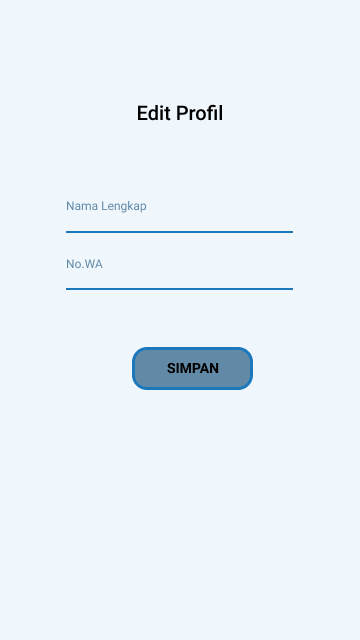 Edit Profil
Nama Lengkap
No.WA
SIMPAN